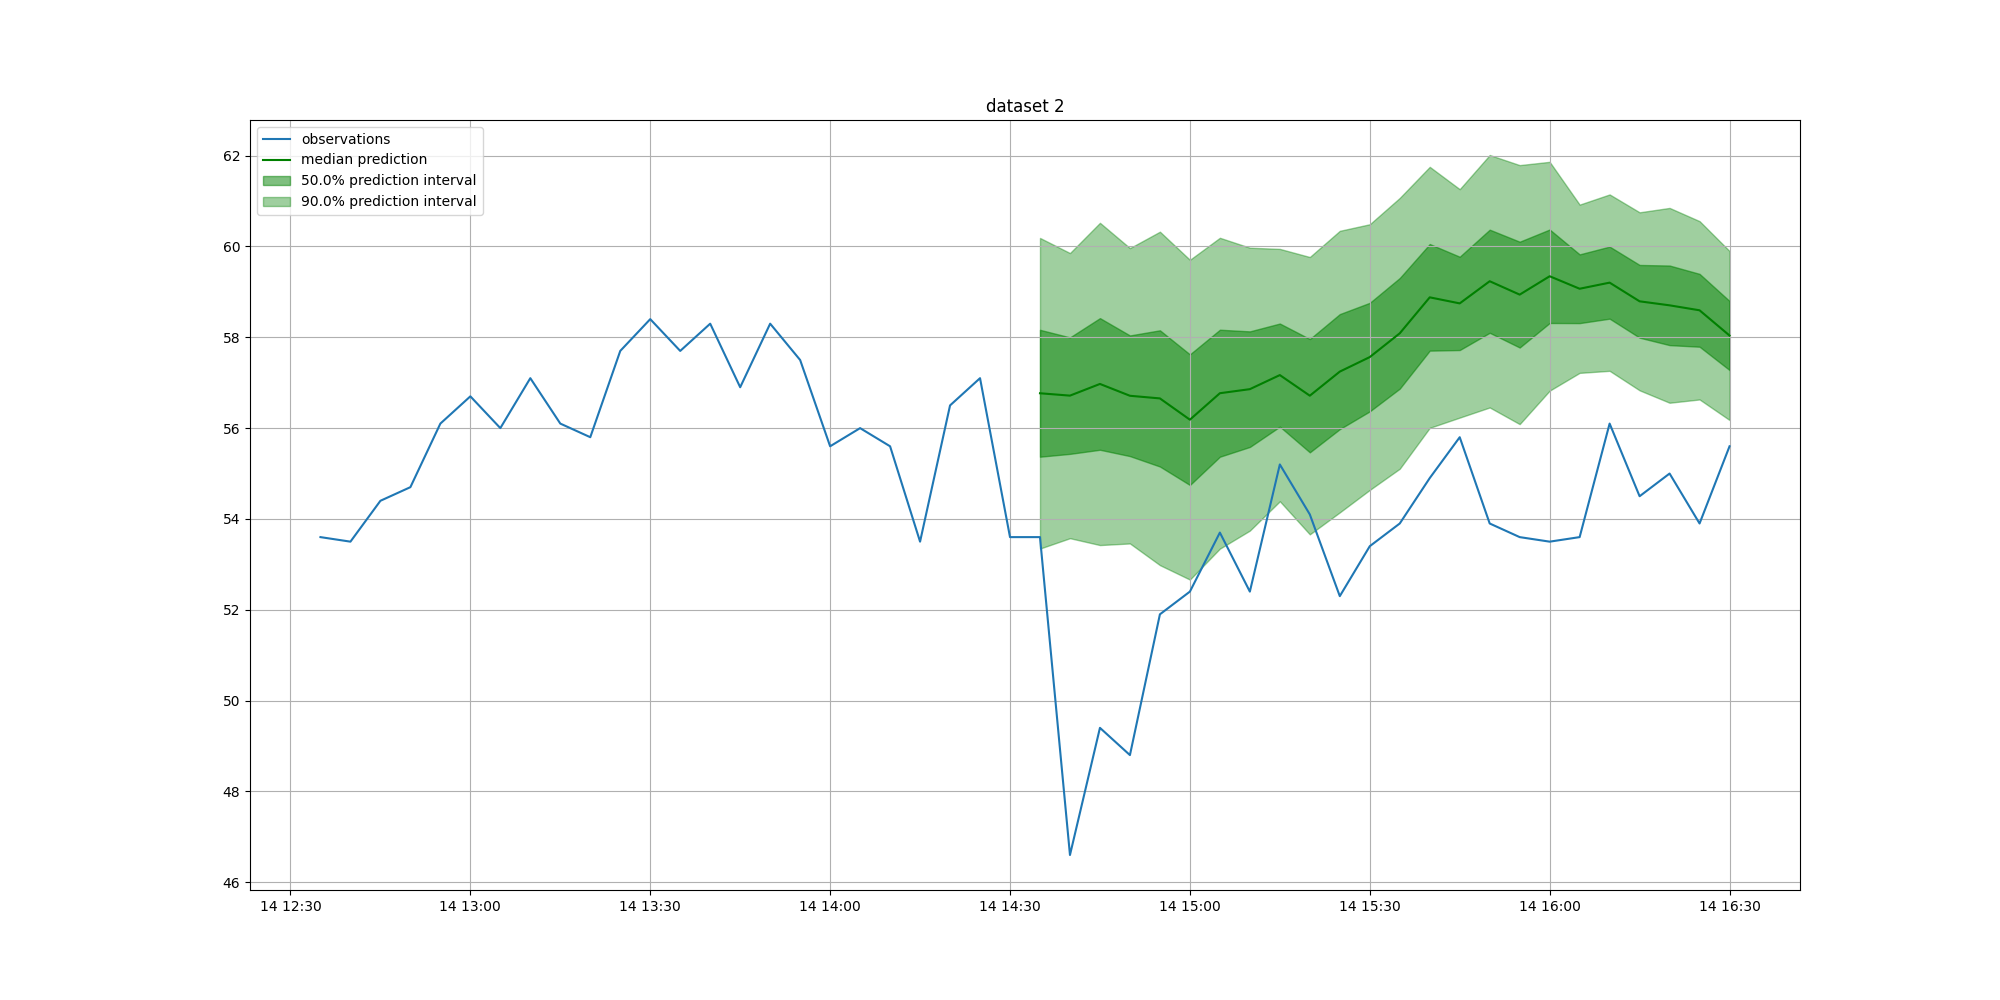 dataset 2
observations
median prediction
50.0% prediction interval
90.0% prediction interval
62
60
58
56
54
52
50
48
46
14 12:30 14 13:00 14 13:30 14 14:00 14 14:30 14 15:00 14 15:30 14 16:00 14 16:30